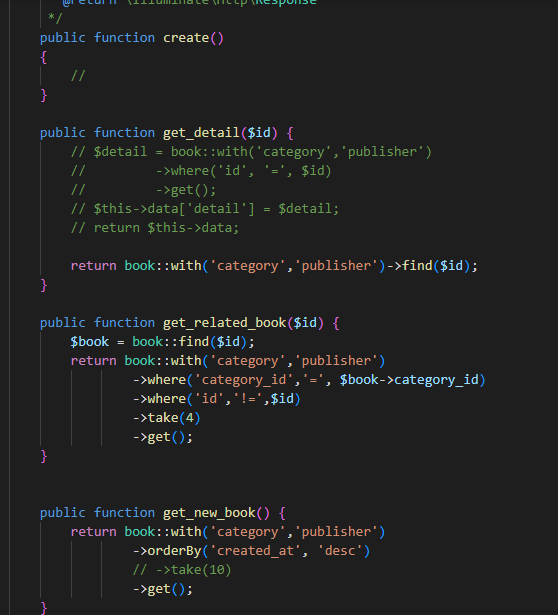 @return \Illuminate\Http\Response
*/
public function create()
{
//
}
public function get_detail($id) {
// $detail = book::with('category','publisher')
// ->where('id', '=', $id)
// ->get();
// $this->data['detail'] = $detail;
// return $this->data;
return book::with('category','publisher')->find($id);
}
public function get_related_book($id) {
$book = book::find($id);
return book::with('category','publisher')
->where('category_id','=', $book->category_id)
->where('id','!=',$id)
->take(4)
->get();
}
public function get_new_book() {
return book::with('category','publisher')
->orderBy('created_at', 'desc')
// ->take(10)
->get();
}